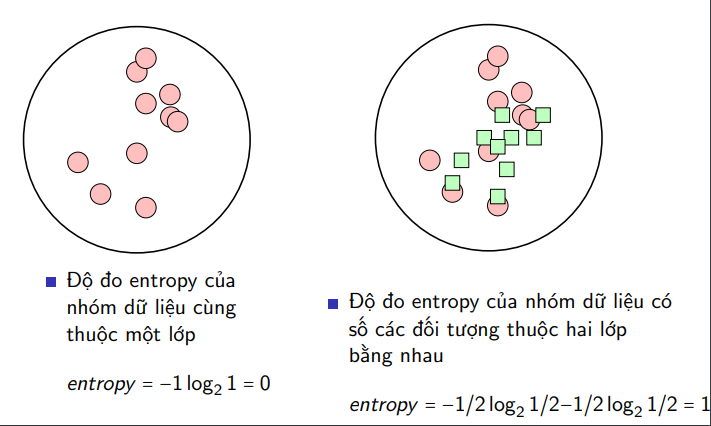 Độ đo entropy của
nhóm dữ liệu cùng
thuộc một lớp
entropy = −1 log₂ 1 = 0
Độ đo entropy của nhóm dữ liệu có
số các đối tượng thuộc hai lớp
bằng nhau
entropy = −1/2 log₂ 1/2−1/2 log₂ 1/2 = 1